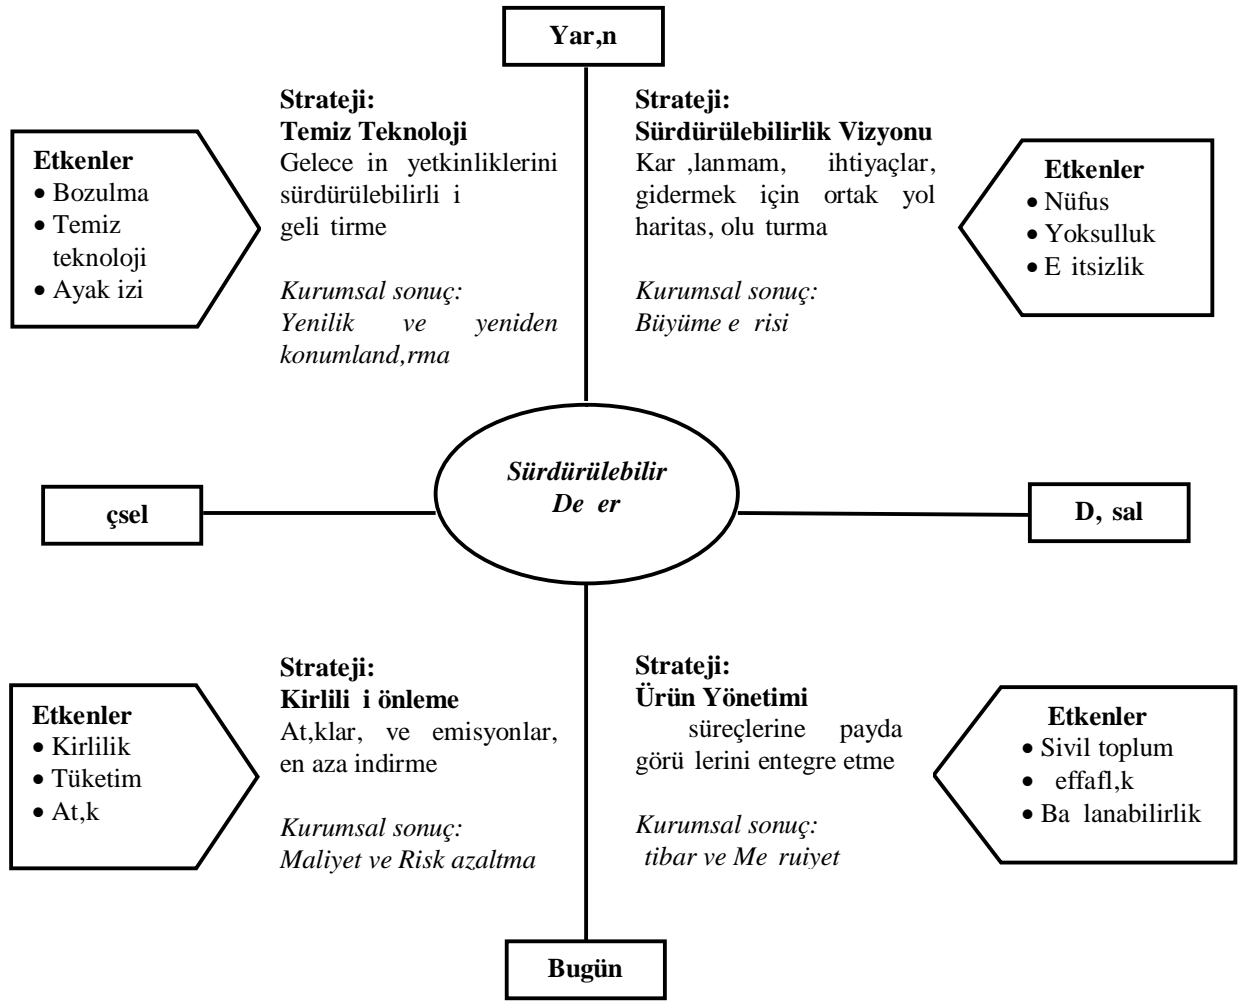 Yar,n
Strateji:
Temiz Teknoloji
Gelece in yetkinliklerini
sürdürülebilirli i
geli tirme
Kurumsal sonuç:
Yenilik ve yeniden
konumland,rma
Strateji:
Sürdürülebilirlik Vizyonu
Kar ,lanmam, ihtiyaçlar,
gidermek için ortak yol
haritas, olu turma
Kurumsal sonuç:
Büyüme e risi
Etkenler
• Bozulma
• Temiz
teknoloji
• Ayak izi
Etkenler
• Nüfus
• Yoksulluk
• E itsizlik
Sürdürülebilir
De er
çsel
D, sal
Strateji:
Kirlili i önleme
At,klar, ve emisyonlar,
en aza indirme
Kurumsal sonuç:
Maliyet ve Risk azaltma
Strateji:
Ürün Yönetimi
süreçlerine payda
görü lerini entegre etme
Kurumsal sonuç:
tibar ve Me ruiyet
Etkenler
• Kirlilik
• Tüketim
• At,k
Etkenler
• Sivil toplum
• effafl,k
• Ba lanabilirlik
Bugün